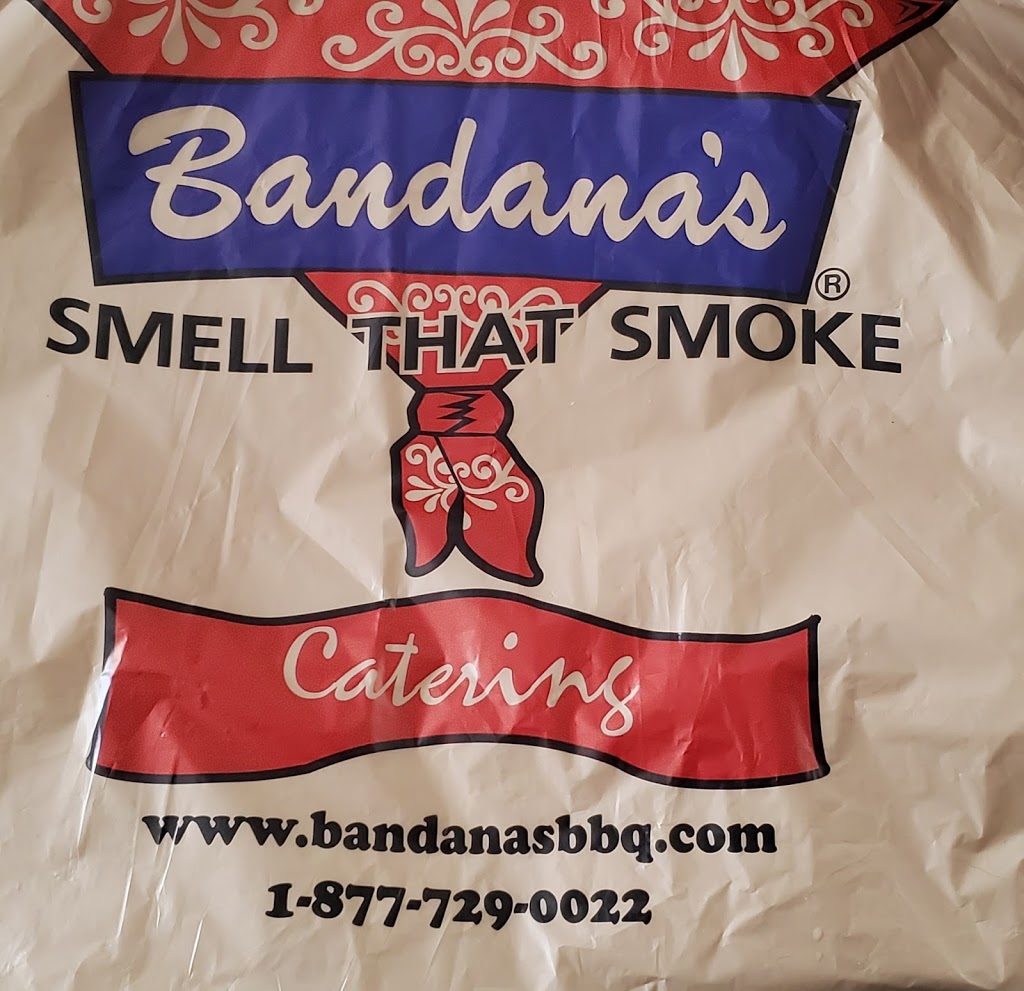 Bandana's
®
SMELL THAT SMOKE
Catering
www.bandanasbbq.com
1-877-729-0022